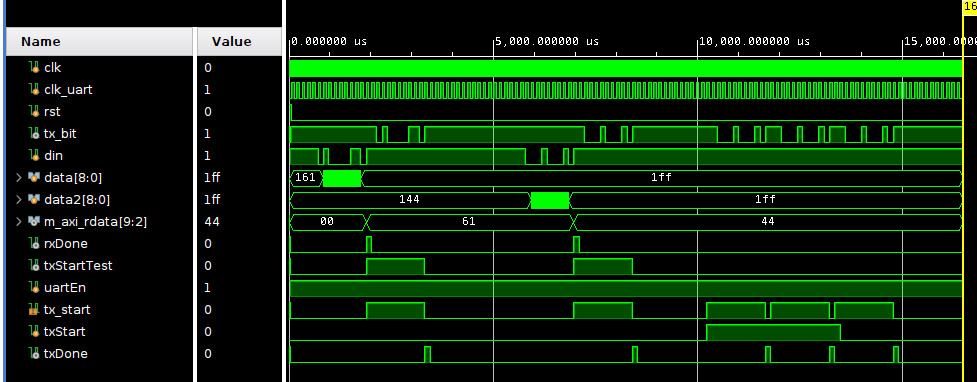 16
Name Value 0.000000 us 5,000.000000 us 10,000.000000 us 15,000.0000
clk 0
clk_uart 1
rst 0
tx_bit 1
din 1
data[8:0] 1ff 161 1ff
data2[8:0] 1ff 144 1ff
m_axi_rdata[9:2] 44 00 61 44
rxDone 0
txStartTest 0
uartEn 1
tx_start 0
txStart 0
txDone 0